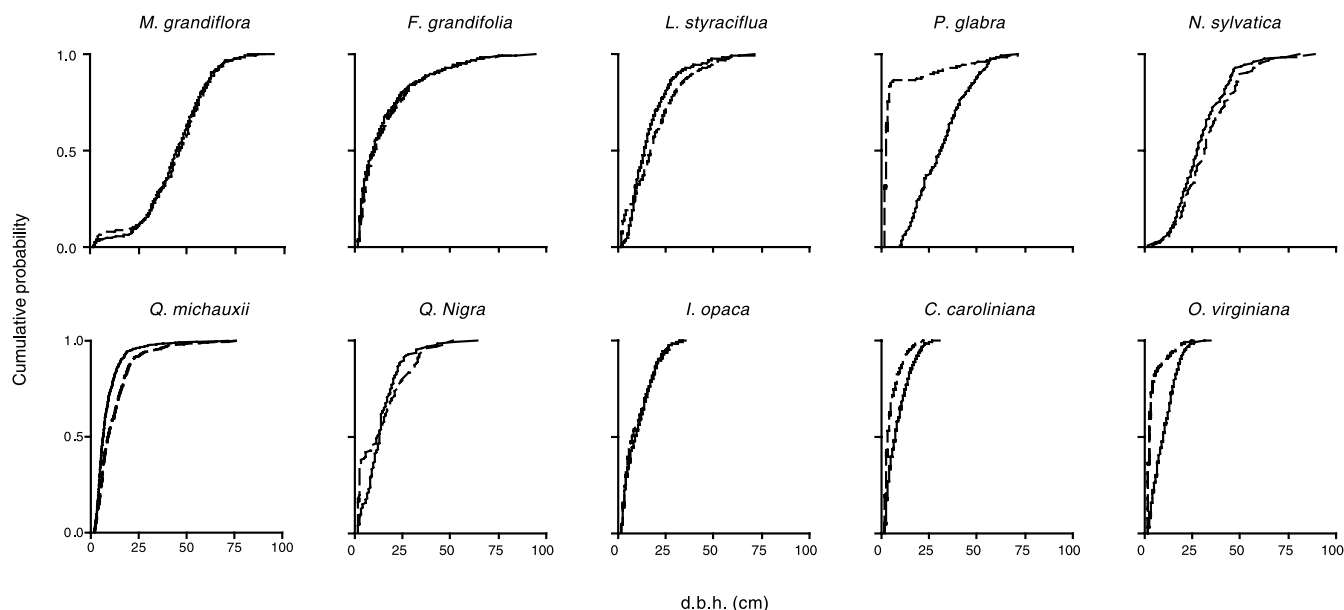 M. grandiflora F. grandifolia L. styraciflua P. glabra N. sylvatica
1.0
0.5
0.0
Cumulative probability
Q. michauxii Q. Nigra I. opaca C. caroliniana O. virginiana
1.0
0.5
0.0
0 25 50 75 100 0 25 50 75 100 0 25 50 75 100 0 25 50 75 100 0 25 50 75 100
d.b.h. (cm)